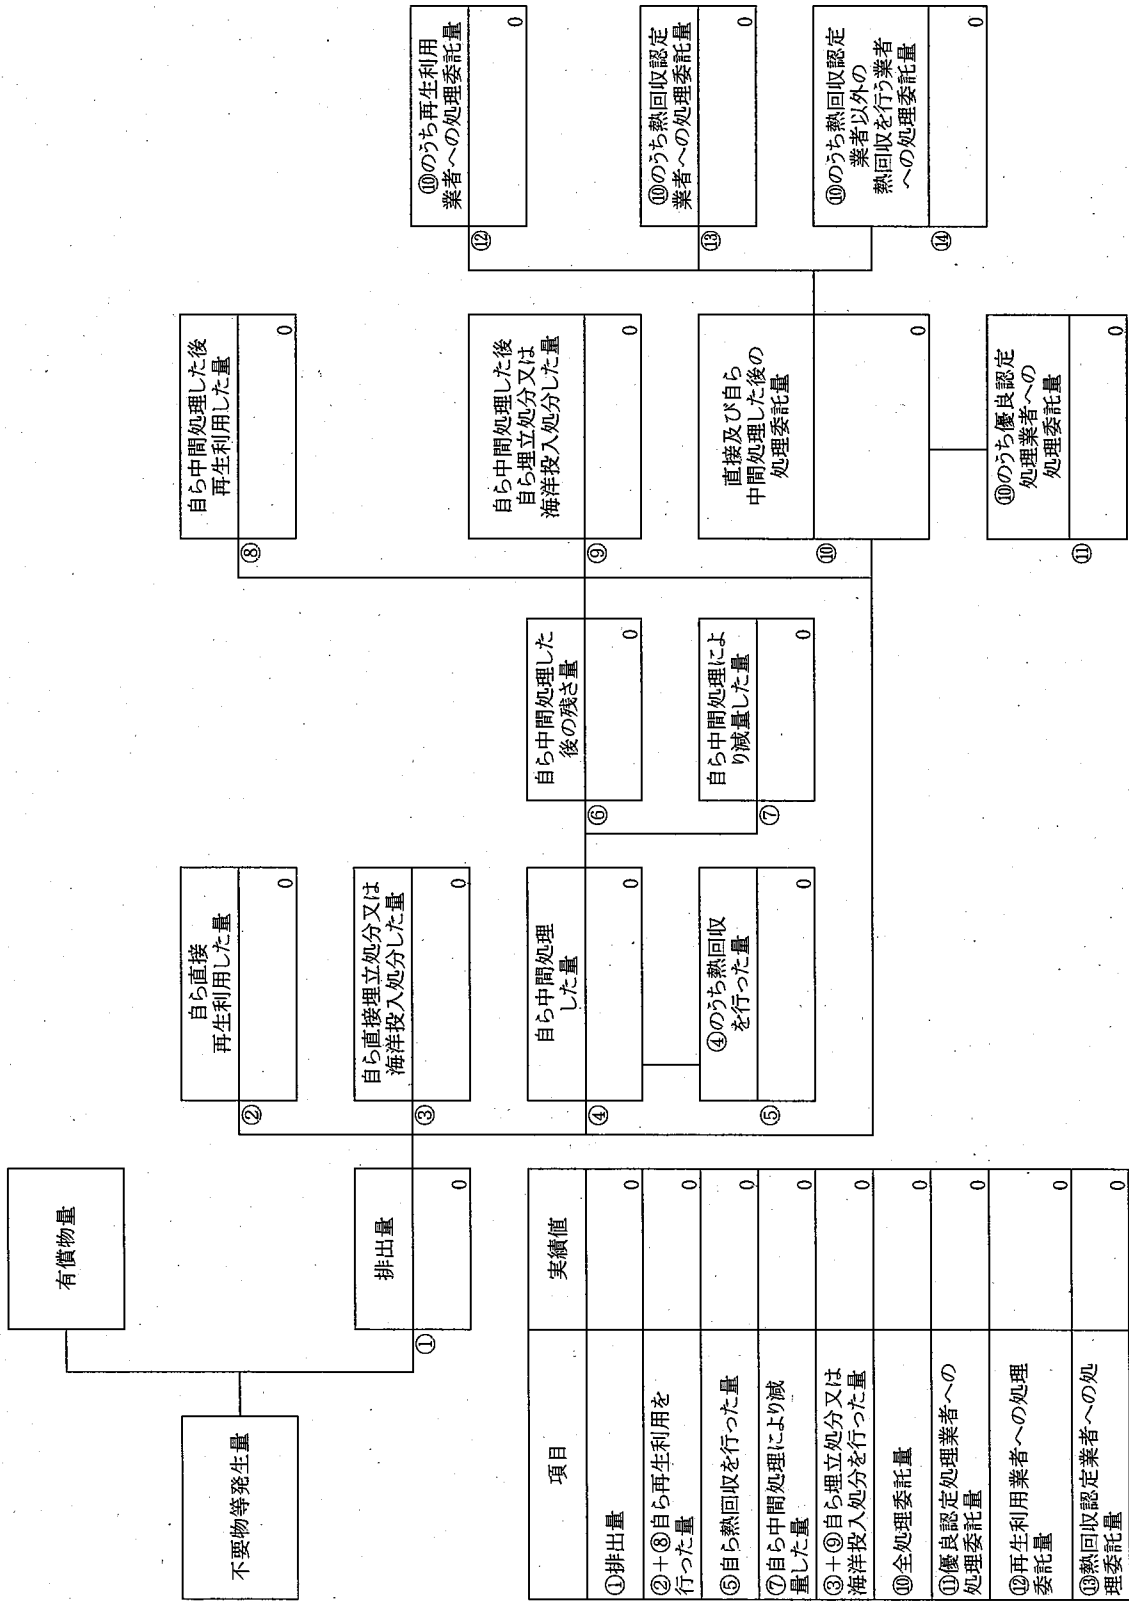 不要物等発生量
有償物量
排出量
①
0
自ら直接
再生利用した量
②
0
自ら直接埋立処分又は
海洋投入処分した量
③
0
自ら中間処理
した量
④
0
④のうち熱回収
を行った量
⑤
0
自ら中間処理した
後の残さ量
⑥
0
自ら中間処理によ
り減量した量
⑦
0
自ら中間処理した後
再生利用した量
⑧
0
自ら中間処理した後
自ら埋立処分又は
海洋投入処分した量
⑨
0
直接及び自ら
中間処理した後の
処理委託量
⑩
0
⑩のうち優良認定
処理業者への
処理委託量
⑪
0
⑩のうち再生利用
業者への処理委託量
⑫
0
⑩のうち熱回収認定
業者への処理委託量
⑬
0
⑩のうち熱回収認定
業者以外の
熱回収を行う業者
への処理委託量
⑭
0
項目
実績値
①排出量
0
②+⑧自ら再生利用を
行った量
0
⑤自ら熱回収を行った量
0
⑦自ら中間処理により減
量した量
0
③+⑨自ら埋立処分又は
海洋投入処分を行った量
0
⑩全処理委託量
0
⑪優良認定処理業者への
処理委託量
0
⑫再生利用業者への処理
委託量
0
⑬熱回収認定業者への処
理委託量
0